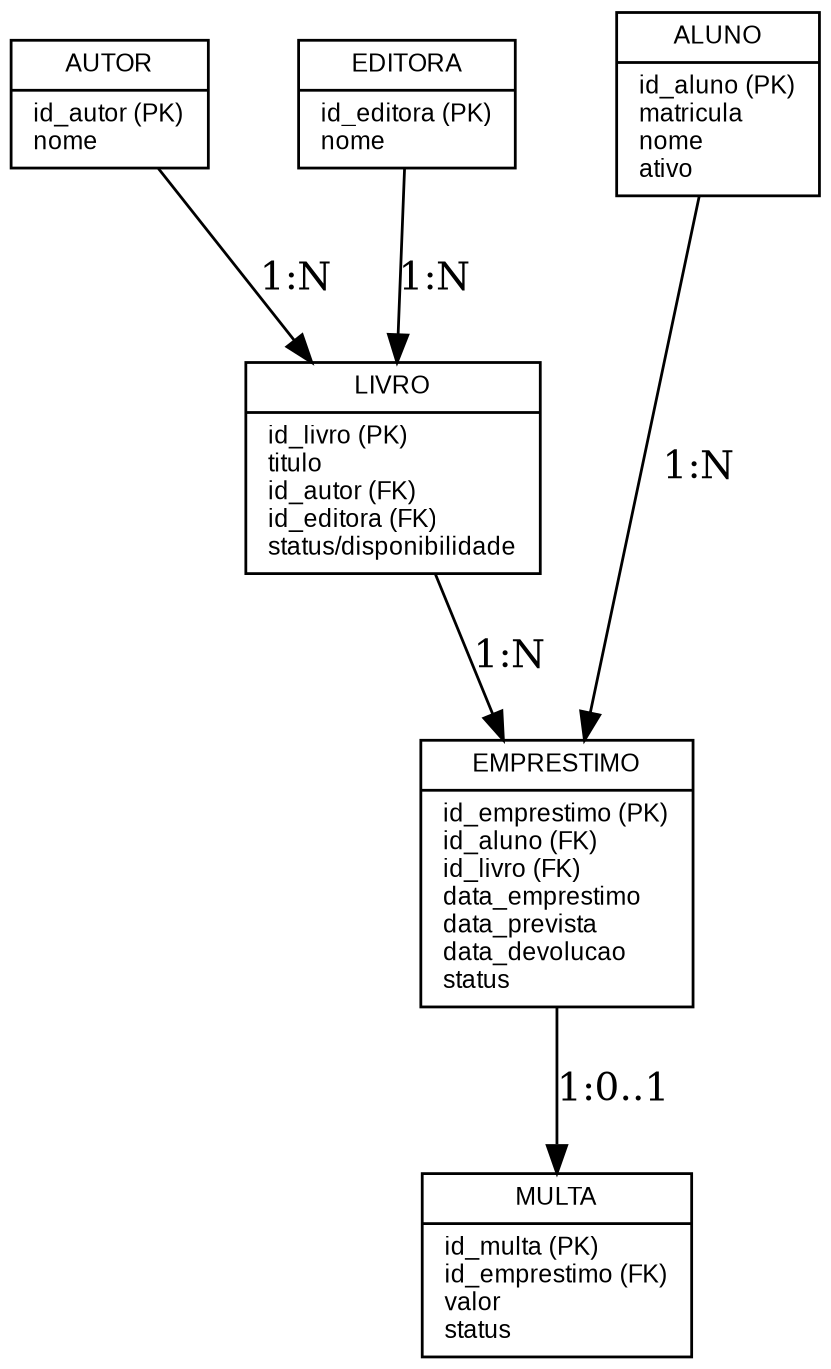 AUTOR
id_autor (PK)
nome
EDITORA
id_editora (PK)
nome
ALUNO
id_aluno (PK)
matricula
nome
ativo
1:N
1:N
1:N
LIVRO
id_livro (PK)
titulo
id_autor (FK)
id_editora (FK)
status/disponibilidade
1:N
EMPRESTIMO
id_emprestimo (PK)
id_aluno (FK)
id_livro (FK)
data_emprestimo
data_prevista
data_devolucao
status
1:0..1
MULTA
id_multa (PK)
id_emprestimo (FK)
valor
status